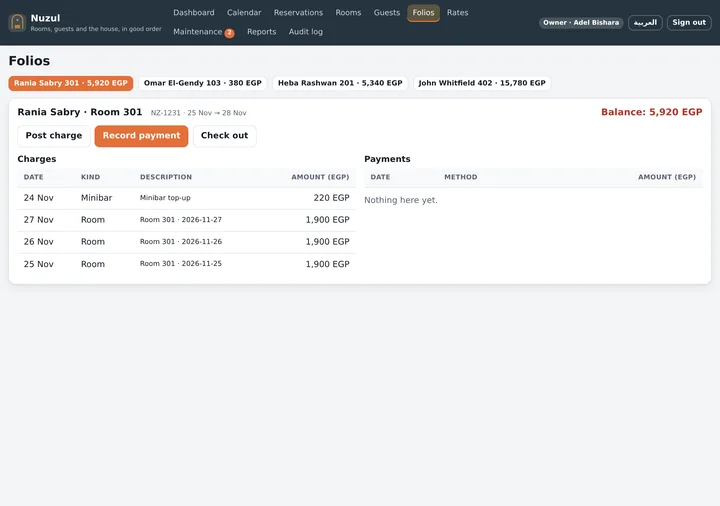 Nuzul
Rooms, guests and the house, in good order
Dashboard Calendar Reservations Rooms Guests Folios Rates
Maintenance 2 Reports Audit log
Owner · Adel Bishara
العربية
Sign out
Folios
Rania Sabry 301 · 5,920 EGP
Omar El-Gendy 103 · 380 EGP
Heba Rashwan 201 · 5,340 EGP
John Whitfield 402 · 15,780 EGP
Rania Sabry · Room 301 NZ-1231 · 25 Nov → 28 Nov
Balance: 5,920 EGP
Post charge
Record payment
Check out
Charges
DATE KIND DESCRIPTION AMOUNT (EGP)
24 Nov Minibar Minibar top-up 220 EGP
27 Nov Room Room 301 · 2026-11-27 1,900 EGP
26 Nov Room Room 301 · 2026-11-26 1,900 EGP
25 Nov Room Room 301 · 2026-11-25 1,900 EGP
Payments
DATE METHOD AMOUNT (EGP)
Nothing here yet.